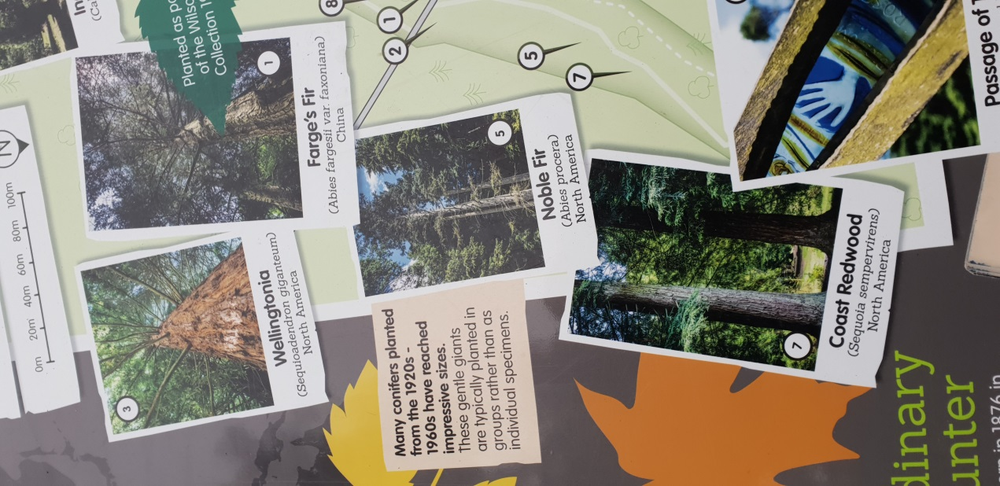 Planted as
of the
Collection
1
Farge's Fir
(Abies fargesii var. faxoniana)
China
8
1
2
5
7
N
0m 20m 40m 60m 80m 100m
3
Wellingtonia
(Sequioadendron giganteum)
North America
5
Noble Fir
(Abies procera)
North America
Many conifers planted
from the 1920s -
1960s have reached
impressive sizes.
These gentle giants
are typically planted in
groups rather than as
individual specimens.
7
Coast Redwood
(Sequoia sempervirens)
North America
Passage of
dinary
unter
in 1876 in